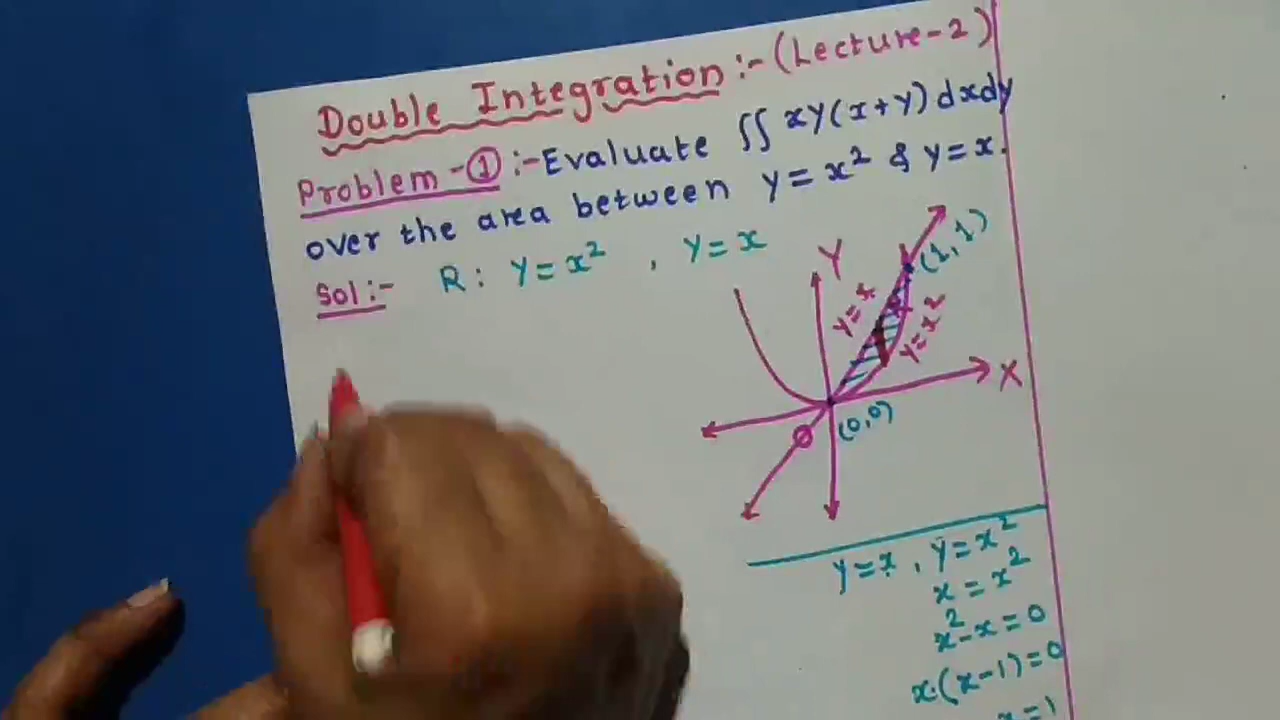 Double Integration :- (Lecture-2)
Problem -① :- Evaluate ∬ xy(x+y) dxdy
over the area between y = x² & y = x.
Sol :- R : y = x² , y = x
Y
(1,1)
y = x
y = x²
X
(0,0)
y = x , y = x²
x = x²
x² - x = 0
x.(x-1) = 0
x = 1